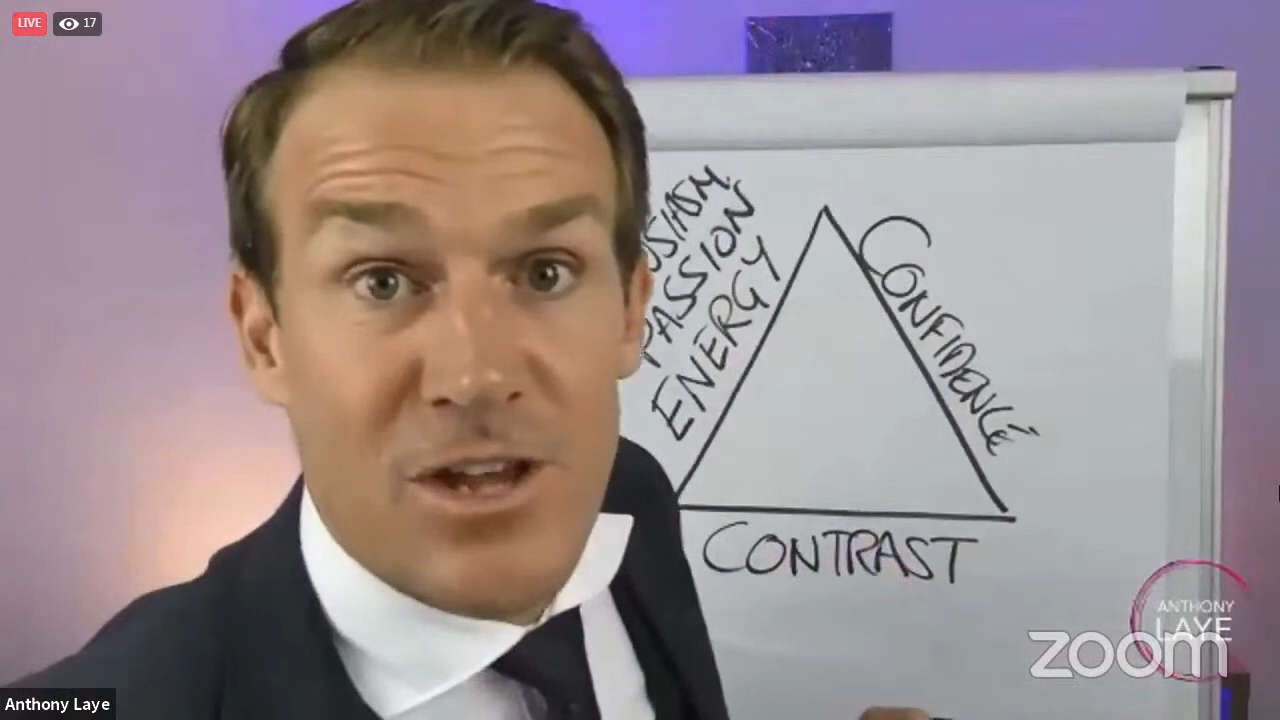 LIVE 17
PASSION
ENERGY
CONFIDENCE
CONTRAST
ANTHONY
LAYE
zoom
Anthony Laye